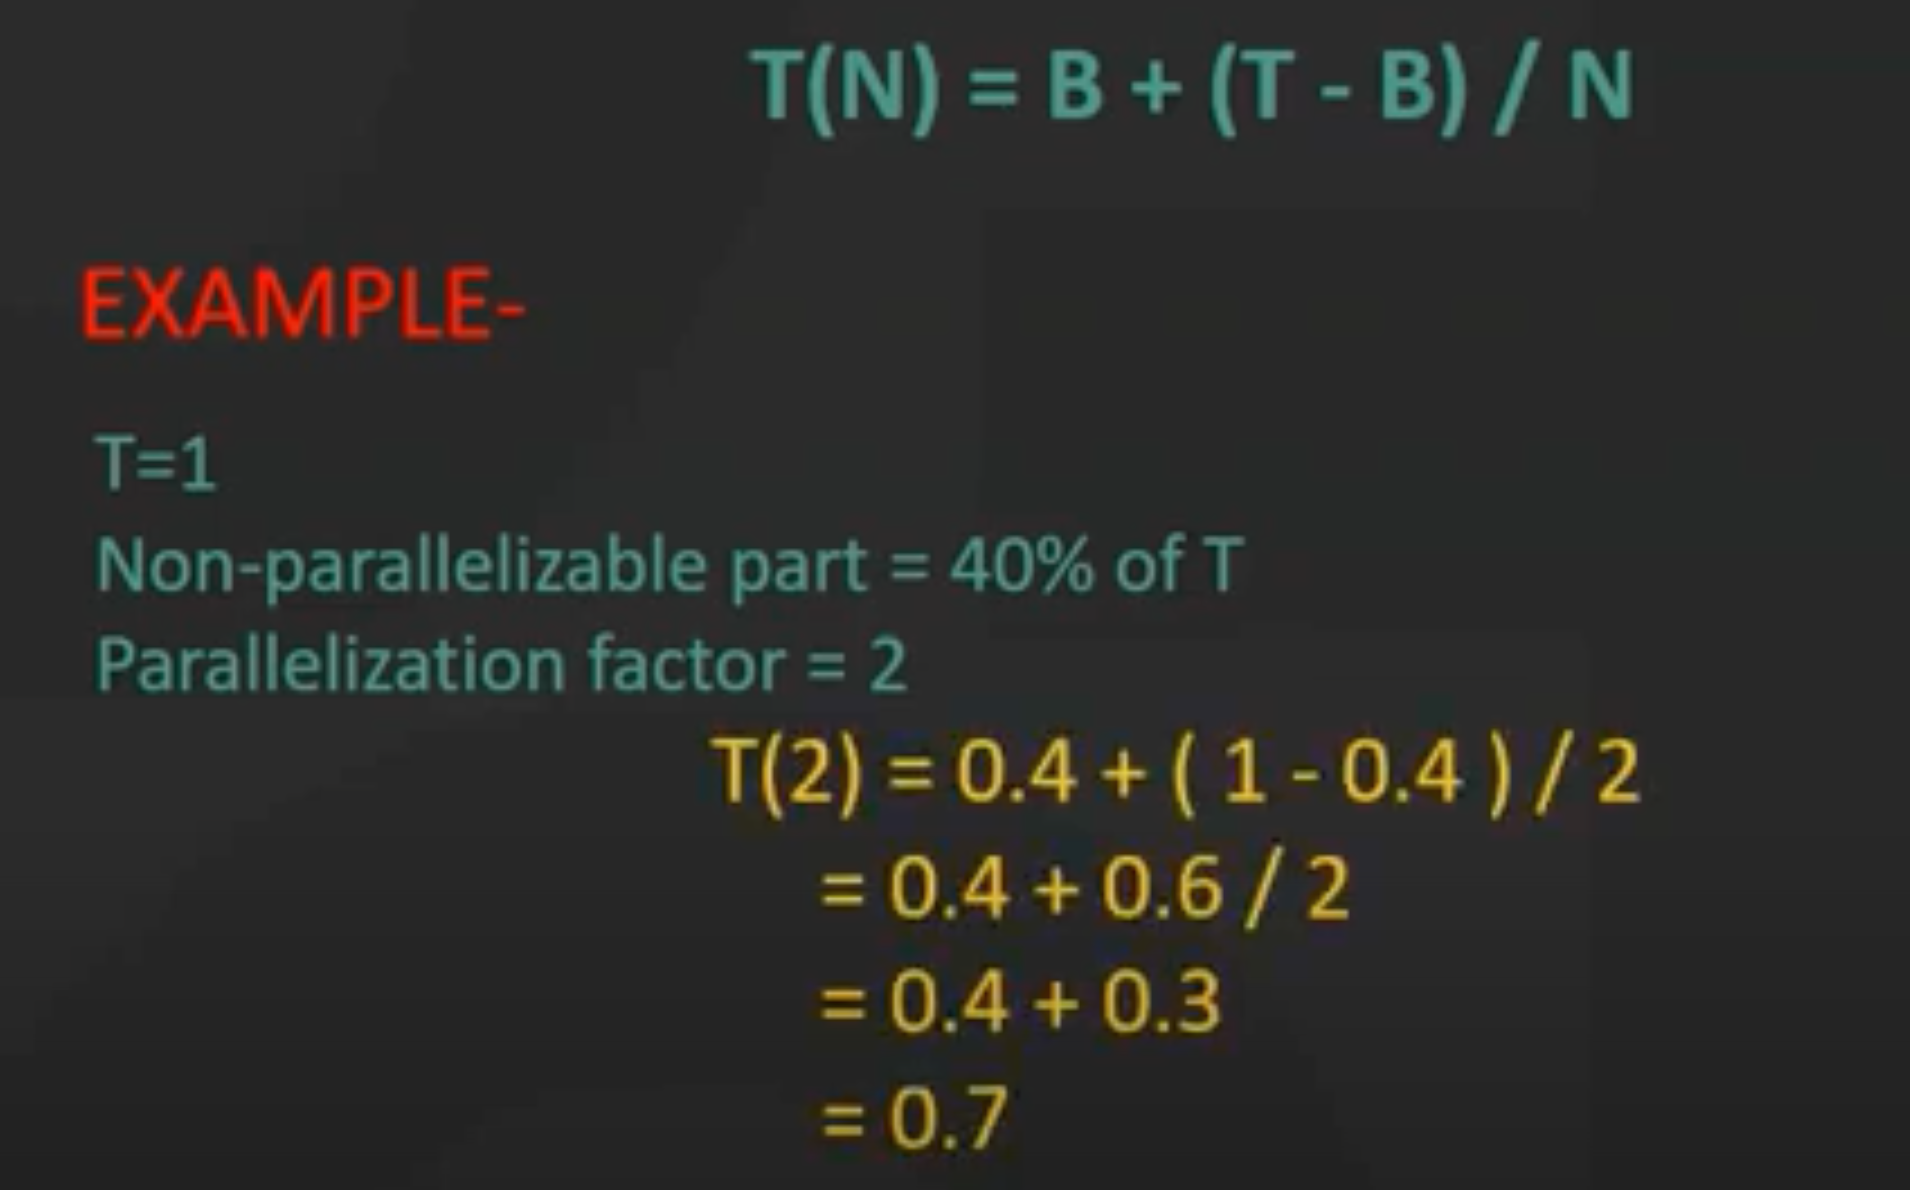 T(N) = B + (T - B) / N
EXAMPLE-
T=1
Non-parallelizable part = 40% of T
Parallelization factor = 2
T(2) = 0.4 + ( 1 - 0.4 ) / 2
= 0.4 + 0.6 / 2
= 0.4 + 0.3
= 0.7